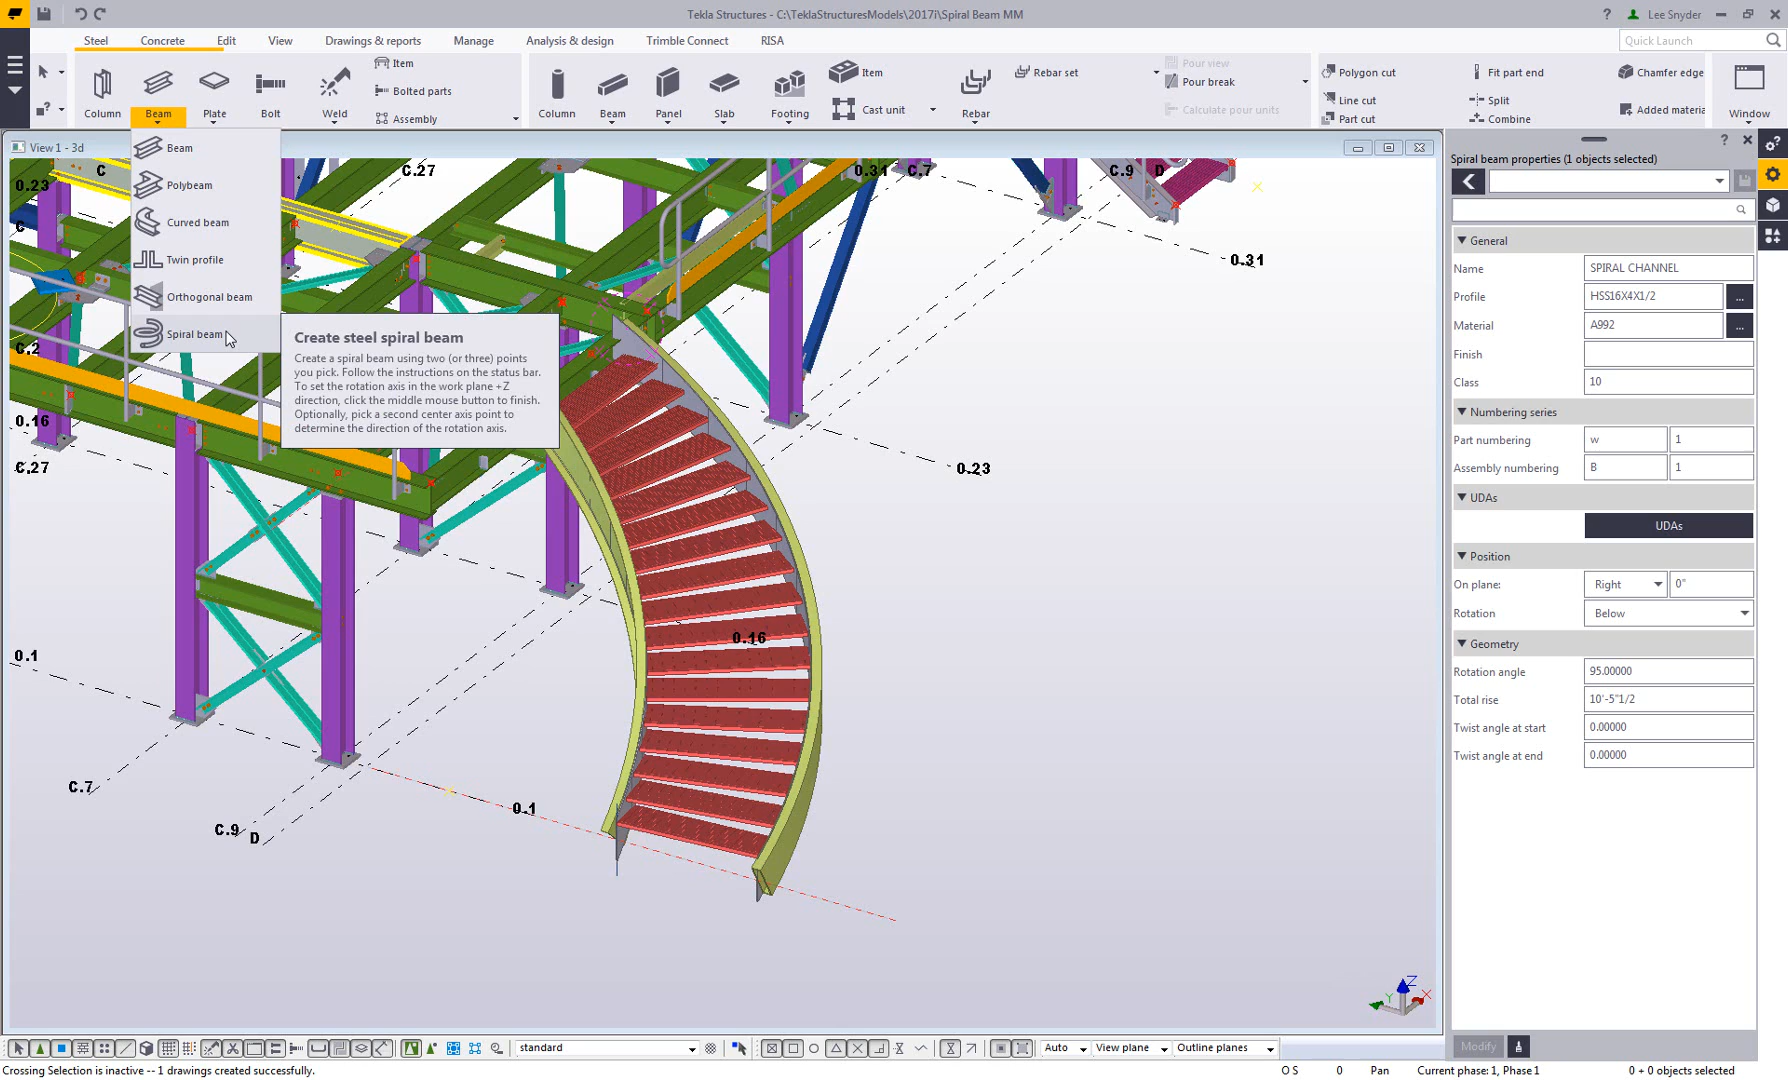 Tekla Structures - C:\TeklaStructuresModels\2017i\Spiral Beam MM
? Lee Snyder
Steel Concrete Edit View Drawings & reports Manage Analysis & design Trimble Connect RISA
Quick Launch
Column Beam Plate Bolt Weld
Item
Bolted parts
Assembly
Column Beam Panel Slab Footing
Item
Cast unit
Rebar
Rebar set
Pour view
Pour break
Calculate pour units
Polygon cut
Line cut
Part cut
Fit part end
Split
Combine
Chamfer edge
Added materia
Window
View 1 - 3d
Beam
Polybeam
Curved beam
Twin profile
Orthogonal beam
Spiral beam
Create steel spiral beam
Create a spiral beam using two (or three) points
you pick. Follow the instructions on the status bar.
To set the rotation axis in the work plane +Z
direction, click the middle mouse button to finish.
Optionally, pick a second center axis point to
determine the direction of the rotation axis.
C
0.23
C
C.2
0.16
C.27
0.1
C.7
C.9
D
C.27
0.31
C.7
C.9
D
0.31
0.23
0.16
0.1
Z
Y
X
Spiral beam properties (1 objects selected)
General
Name SPIRAL CHANNEL
Profile HSS16X4X1/2 ...
Material A992 ...
Finish
Class 10
Numbering series
Part numbering w 1
Assembly numbering B 1
UDAs
UDAs
Position
On plane: Right 0"
Rotation Below
Geometry
Rotation angle 95.00000
Total rise 10'-5"1/2
Twist angle at start 0.00000
Twist angle at end 0.00000
Modify
standard
Auto
View plane
Outline planes
Crossing Selection is inactive -- 1 drawings created successfully.
O S 0 Pan Current phase: 1, Phase 1 0 + 0 objects selected